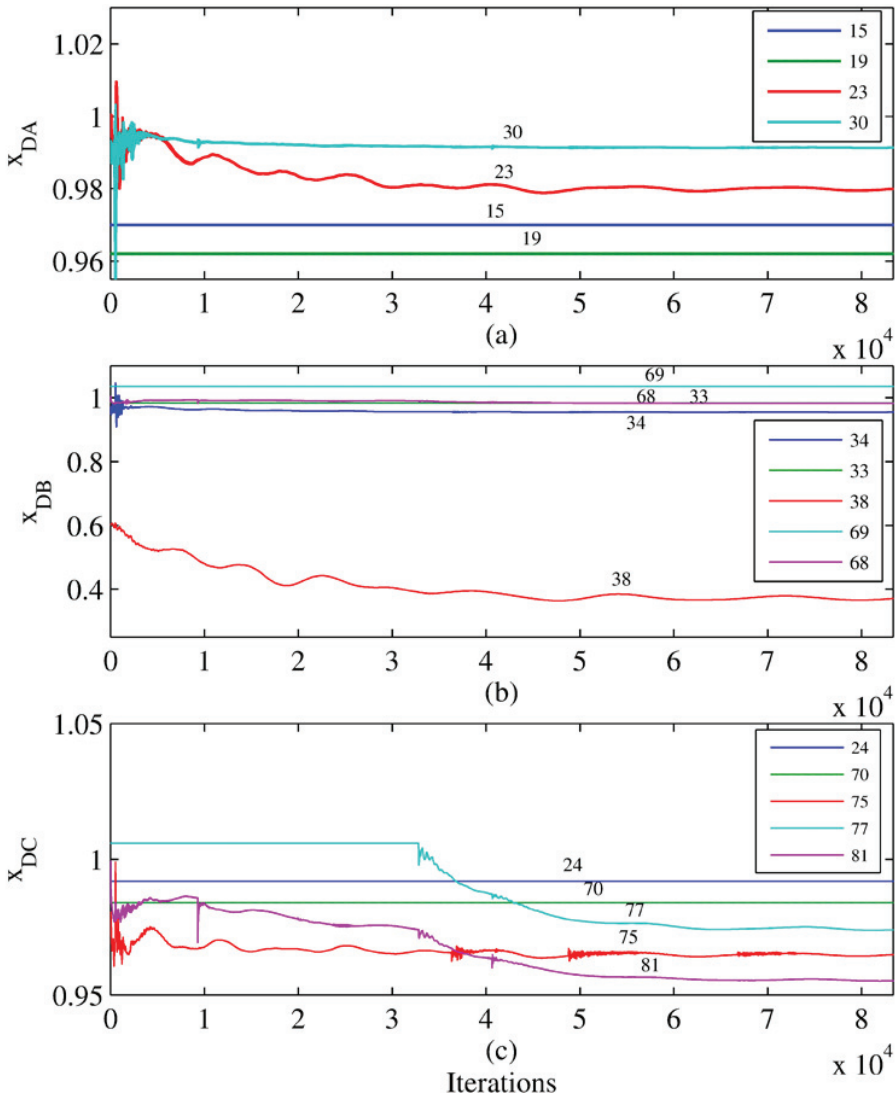 1.02
1
0.98
0.96
x_DA
15
19
23
30
30
23
15
19
0 1 2 3 4 5 6 7 8
x 10^4
(a)
1
0.8
0.6
0.4
x_DB
69
68 33
34
38
34
33
38
69
68
0 1 2 3 4 5 6 7 8
x 10^4
(b)
1.05
1
0.95
x_DC
24
70
75
77
81
24
70
77
75
81
0 1 2 3 4 5 6 7 8
x 10^4
(c)
Iterations